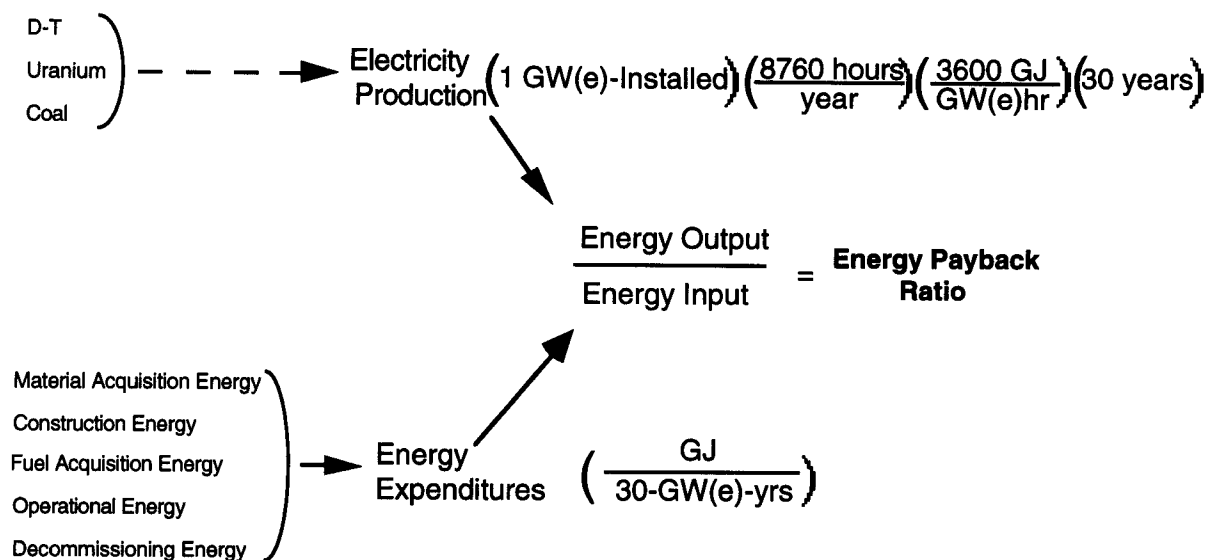 D-T
Uranium
Coal
Electricity
Production
(1 GW(e)-Installed)
(8760 hours
year)
(3600 GJ
GW(e)hr)
(30 years)
Energy Output
Energy Input
=
Energy Payback
Ratio
Material Acquisition Energy
Construction Energy
Fuel Acquisition Energy
Operational Energy
Decommissioning Energy
Energy
Expenditures
(GJ
30-GW(e)-yrs)